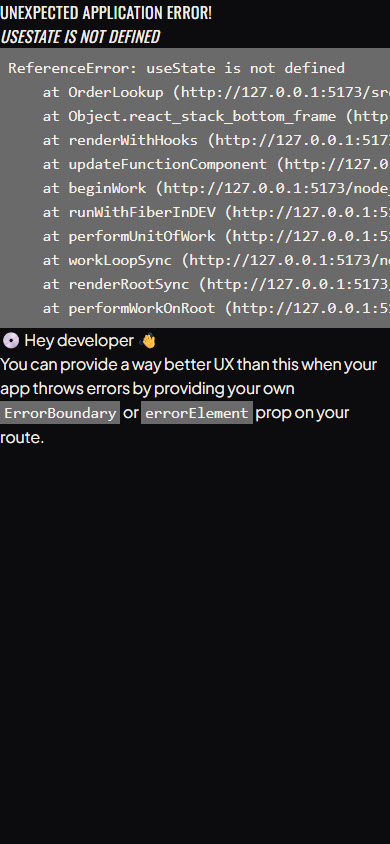 UNEXPECTED APPLICATION ERROR!
USESTATE IS NOT DEFINED
ReferenceError: useState is not defined
at OrderLookup (http://127.0.0.1:5173/sr
at Object.react_stack_bottom_frame (http
at renderWithHooks (http://127.0.0.1:517
at updateFunctionComponent (http://127.0
at beginWork (http://127.0.0.1:5173/node
at runWithFiberInDEV (http://127.0.0.1:5
at performUnitOfWork (http://127.0.0.1:5
at workLoopSync (http://127.0.0.1:5173/n
at renderRootSync (http://127.0.0.1:5173
at performWorkOnRoot (http://127.0.0.1:5
💿 Hey developer 👋
You can provide a way better UX than this when your
app throws errors by providing your own
ErrorBoundary or errorElement prop on your
route.